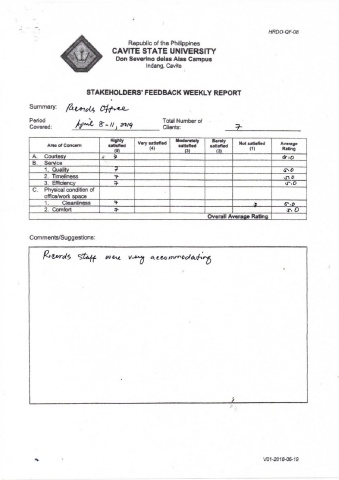 HRDO-QF-08
Republic of the Philippines
CAVITE STATE UNIVERSITY
Don Severino delas Alas Campus
Indang, Cavite
STAKEHOLDERS' FEEDBACK WEEKLY REPORT
Summary: Records Office
Period Covered: April 8-11, 2019 Total Number of Clients: 7
Area of Concern Highly satisfied (5) Very satisfied (4) Moderately satisfied (3) Barely satisfied (2) Not satisfied (1) Average Rating
A. Courtesy 7 5.0
B. Service
1. Quality 7 5.0
2. Timeliness 7 5.0
3. Efficiency 7 5.0
C. Physical condition of office/work space
1. Cleanliness 7 5.0
2. Comfort 7 5.0
Overall Average Rating
Comments/Suggestions:
Records staff were very accommodating
V01-2018-06-19